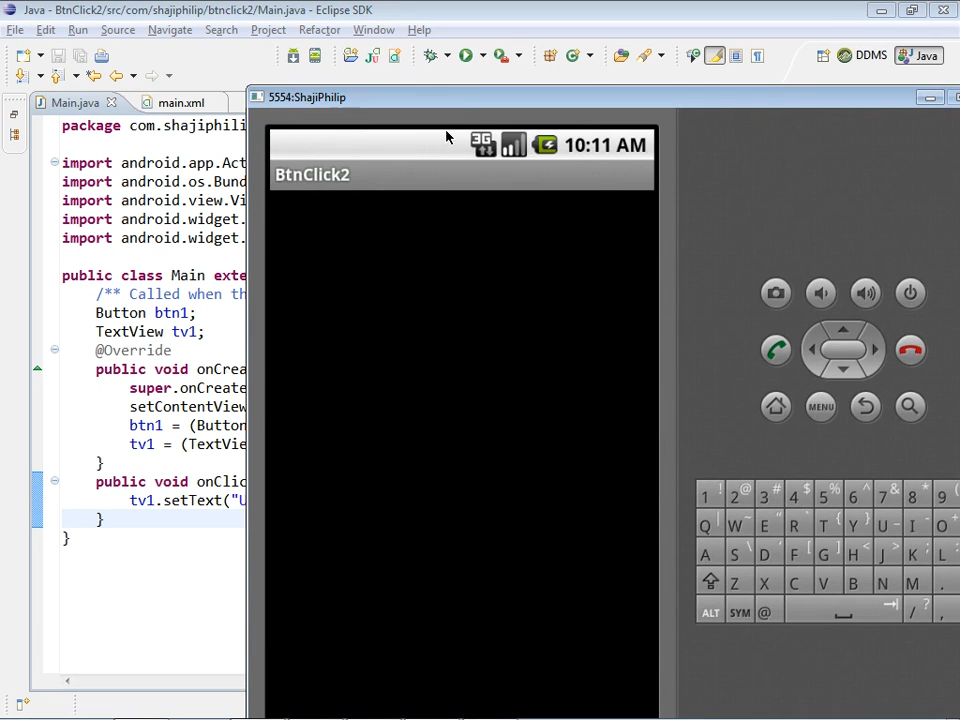 Java - BtnClick2/src/com/shajiphilip/btnclick2/Main.java - Eclipse SDK
File Edit Run Source Navigate Search Project Refactor Window Help
DDMS Java
Main.java main.xml
5554:ShajiPhilip
package com.shajiphili
import android.app.Act
import android.os.Bund
import android.view.Vi
import android.widget.
import android.widget.
public class Main exte
/** Called when th
Button btn1;
TextView tv1;
@Override
public void onCrea
super.onCreate
setContentView
btn1 = (Button
tv1 = (TextVie
}
public void onClic
tv1.setText("U
}
}
3G 10:11 AM
BtnClick2
MENU
1 ! 2 @ 3 # 4 $ 5 % 6 ^ 7 & 8 * 9 (
Q | W ~ E " R ` T { Y } U _ I - O +
A S \ D ' F [ G ] H < J > K ; L :
Z X C V B N M .
ALT SYM @ / ? ,